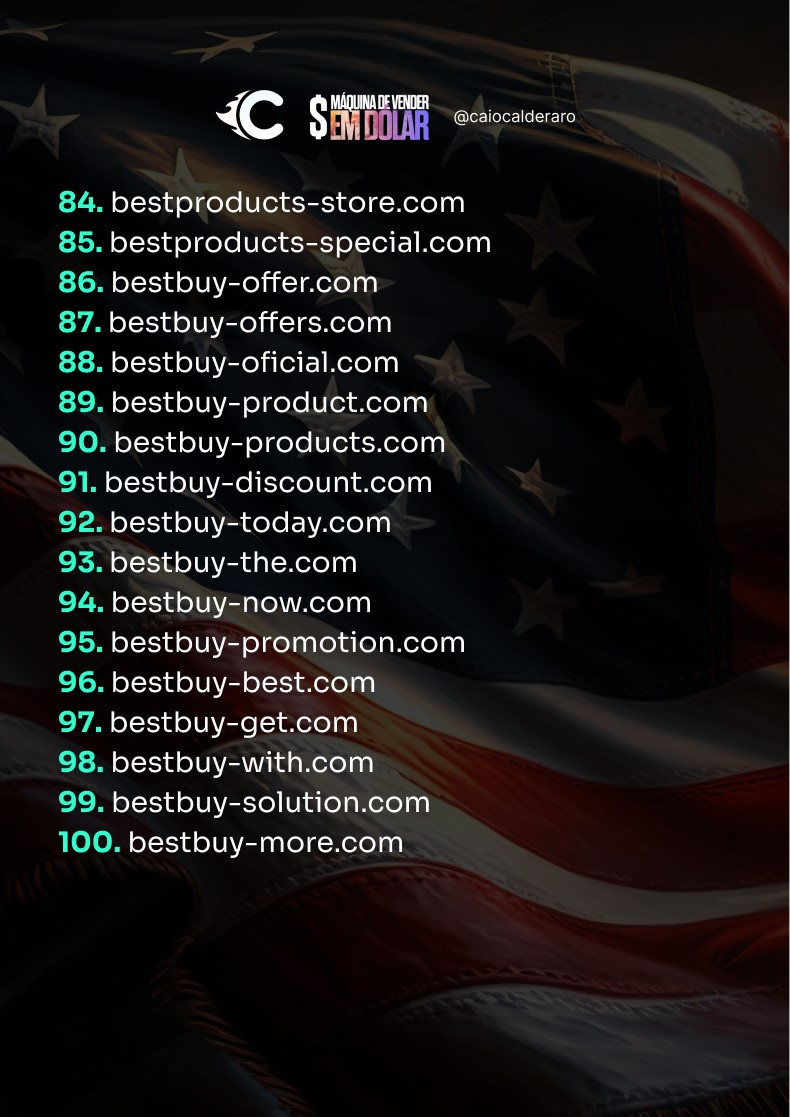 MÁQUINA DE VENDER
$EM DÓLAR
@caiocalderaro
84. bestproducts-store.com
85. bestproducts-special.com
86. bestbuy-offer.com
87. bestbuy-offers.com
88. bestbuy-oficial.com
89. bestbuy-product.com
90. bestbuy-products.com
91. bestbuy-discount.com
92. bestbuy-today.com
93. bestbuy-the.com
94. bestbuy-now.com
95. bestbuy-promotion.com
96. bestbuy-best.com
97. bestbuy-get.com
98. bestbuy-with.com
99. bestbuy-solution.com
100. bestbuy-more.com